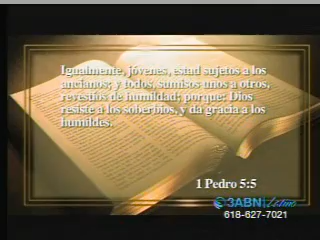 Igualmente, jóvenes, estad sujetos a los
ancianos; y todos, sumisos unos a otros,
revestíos de humildad; porque: Dios
resiste a los soberbios, y da gracia a los
humildes.
1 Pedro 5:5
3ABN Latino
618-627-7021